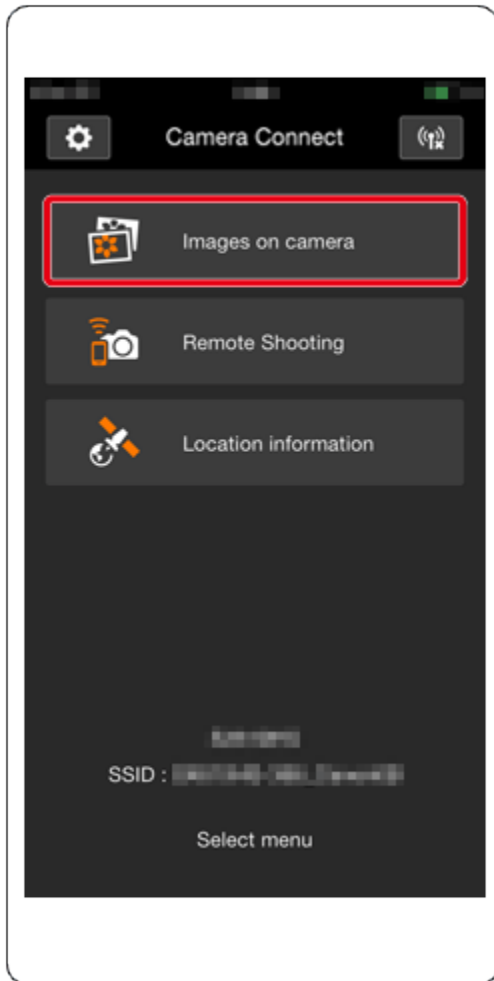 Camera Connect
Images on camera
Remote Shooting
Location information
SSID :
Select menu